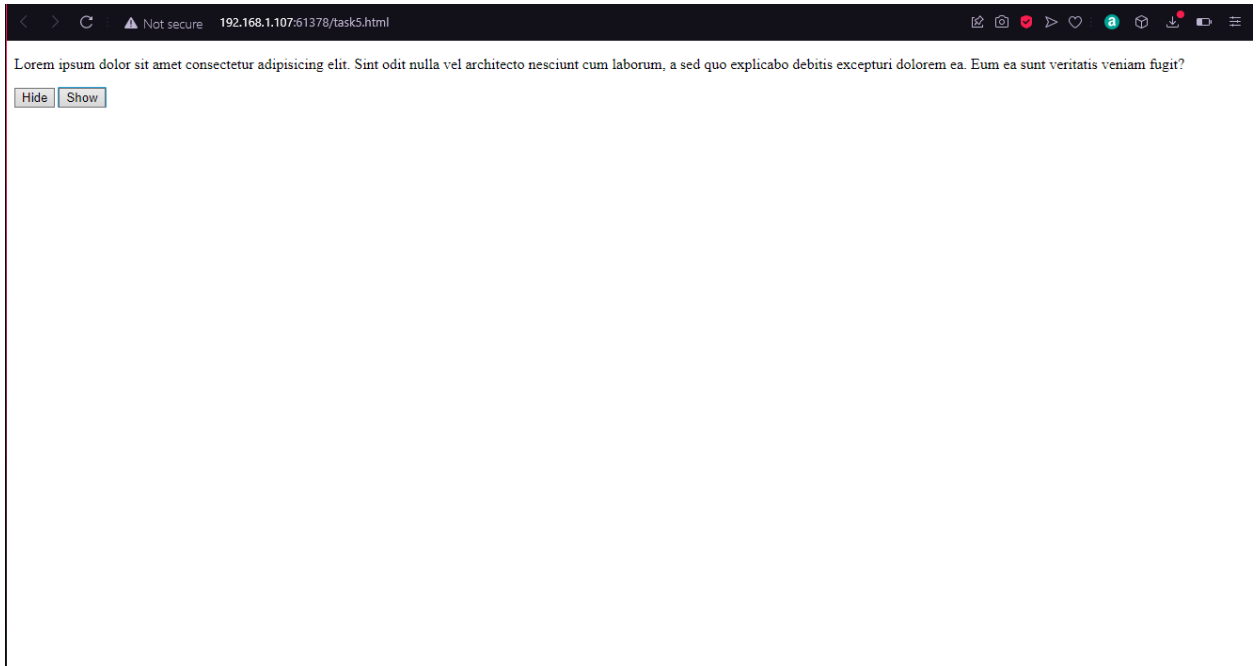 Not secure 192.168.1.107:61378/task5.html a
Lorem ipsum dolor sit amet consectetur adipisicing elit. Sint odit nulla vel architecto nesciunt cum laborum, a sed quo explicabo debitis excepturi dolorem ea. Eum ea sunt veritatis veniam fugit?
Hide Show